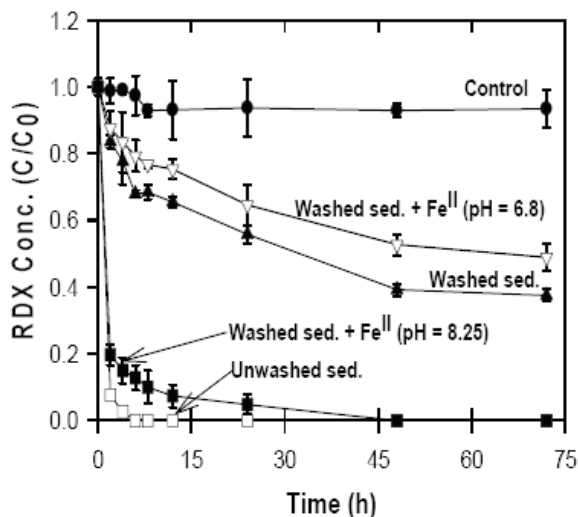 1.2
1.0
0.8
0.6
0.4
0.2
0.0
RDX Conc. (C/C0)
Control
Washed sed. + FeII (pH = 6.8)
Washed sed.
Washed sed. + FeII (pH = 8.25)
Unwashed sed.
0 15 30 45 60 75
Time (h)